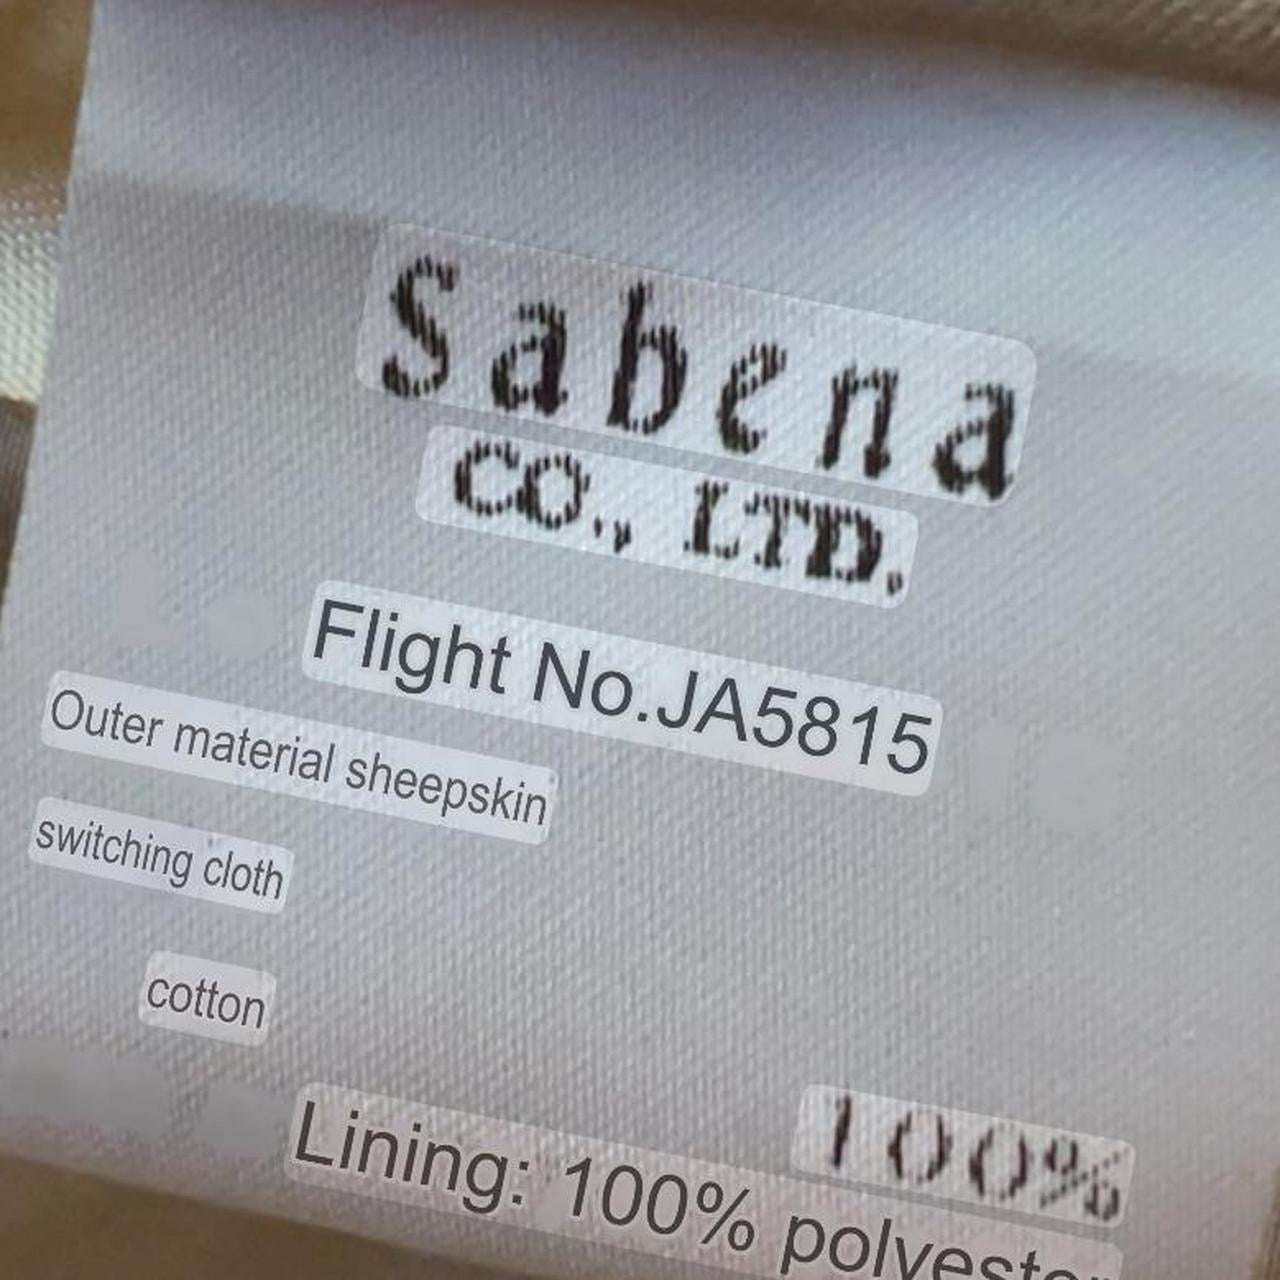 Sabena
CO., LTD.
Flight No.JA5815
Outer material sheepskin
switching cloth
cotton
100%
Lining: 100% polyester